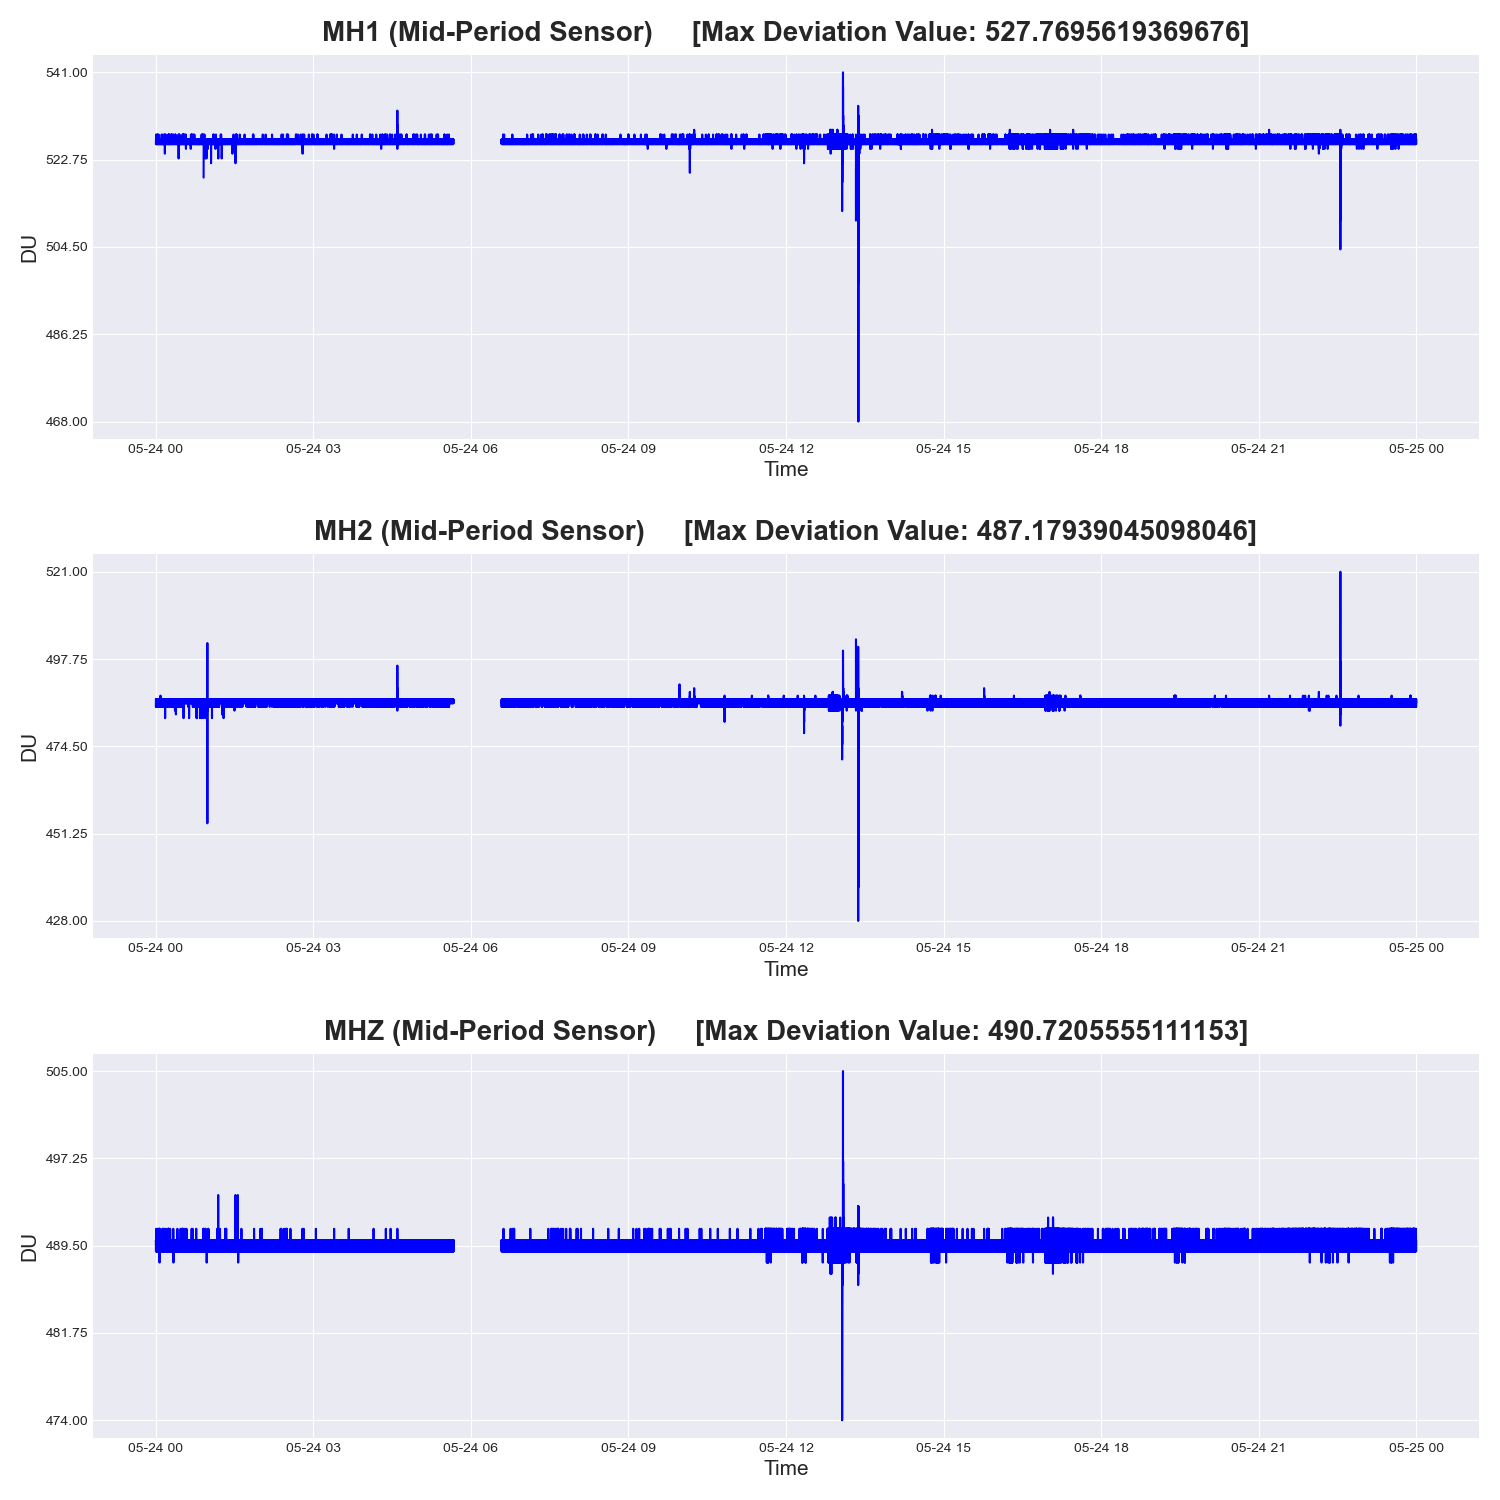 MH1 (Mid-Period Sensor) [Max Deviation Value: 527.7695619369676]
541.00
522.75
504.50
486.25
468.00
DU
05-24 00 05-24 03 05-24 06 05-24 09 05-24 12 05-24 15 05-24 18 05-24 21 05-25 00
Time
MH2 (Mid-Period Sensor) [Max Deviation Value: 487.17939045098046]
521.00
497.75
474.50
451.25
428.00
DU
05-24 00 05-24 03 05-24 06 05-24 09 05-24 12 05-24 15 05-24 18 05-24 21 05-25 00
Time
MHZ (Mid-Period Sensor) [Max Deviation Value: 490.7205555111153]
505.00
497.25
489.50
481.75
474.00
DU
05-24 00 05-24 03 05-24 06 05-24 09 05-24 12 05-24 15 05-24 18 05-24 21 05-25 00
Time